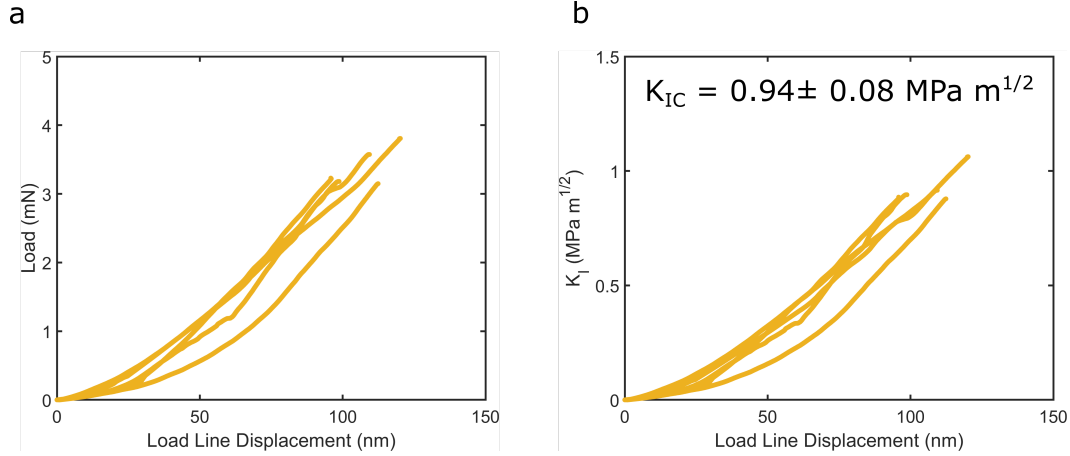 a
b
5
4
3
2
1
0
Load (mN)
0
50
100
150
Load Line Displacement (nm)
1.5
1
0.5
0
K_I (MPa m^{1/2})
K_{IC} = 0.94± 0.08 MPa m^{1/2}
0
50
100
150
Load Line Displacement (nm)